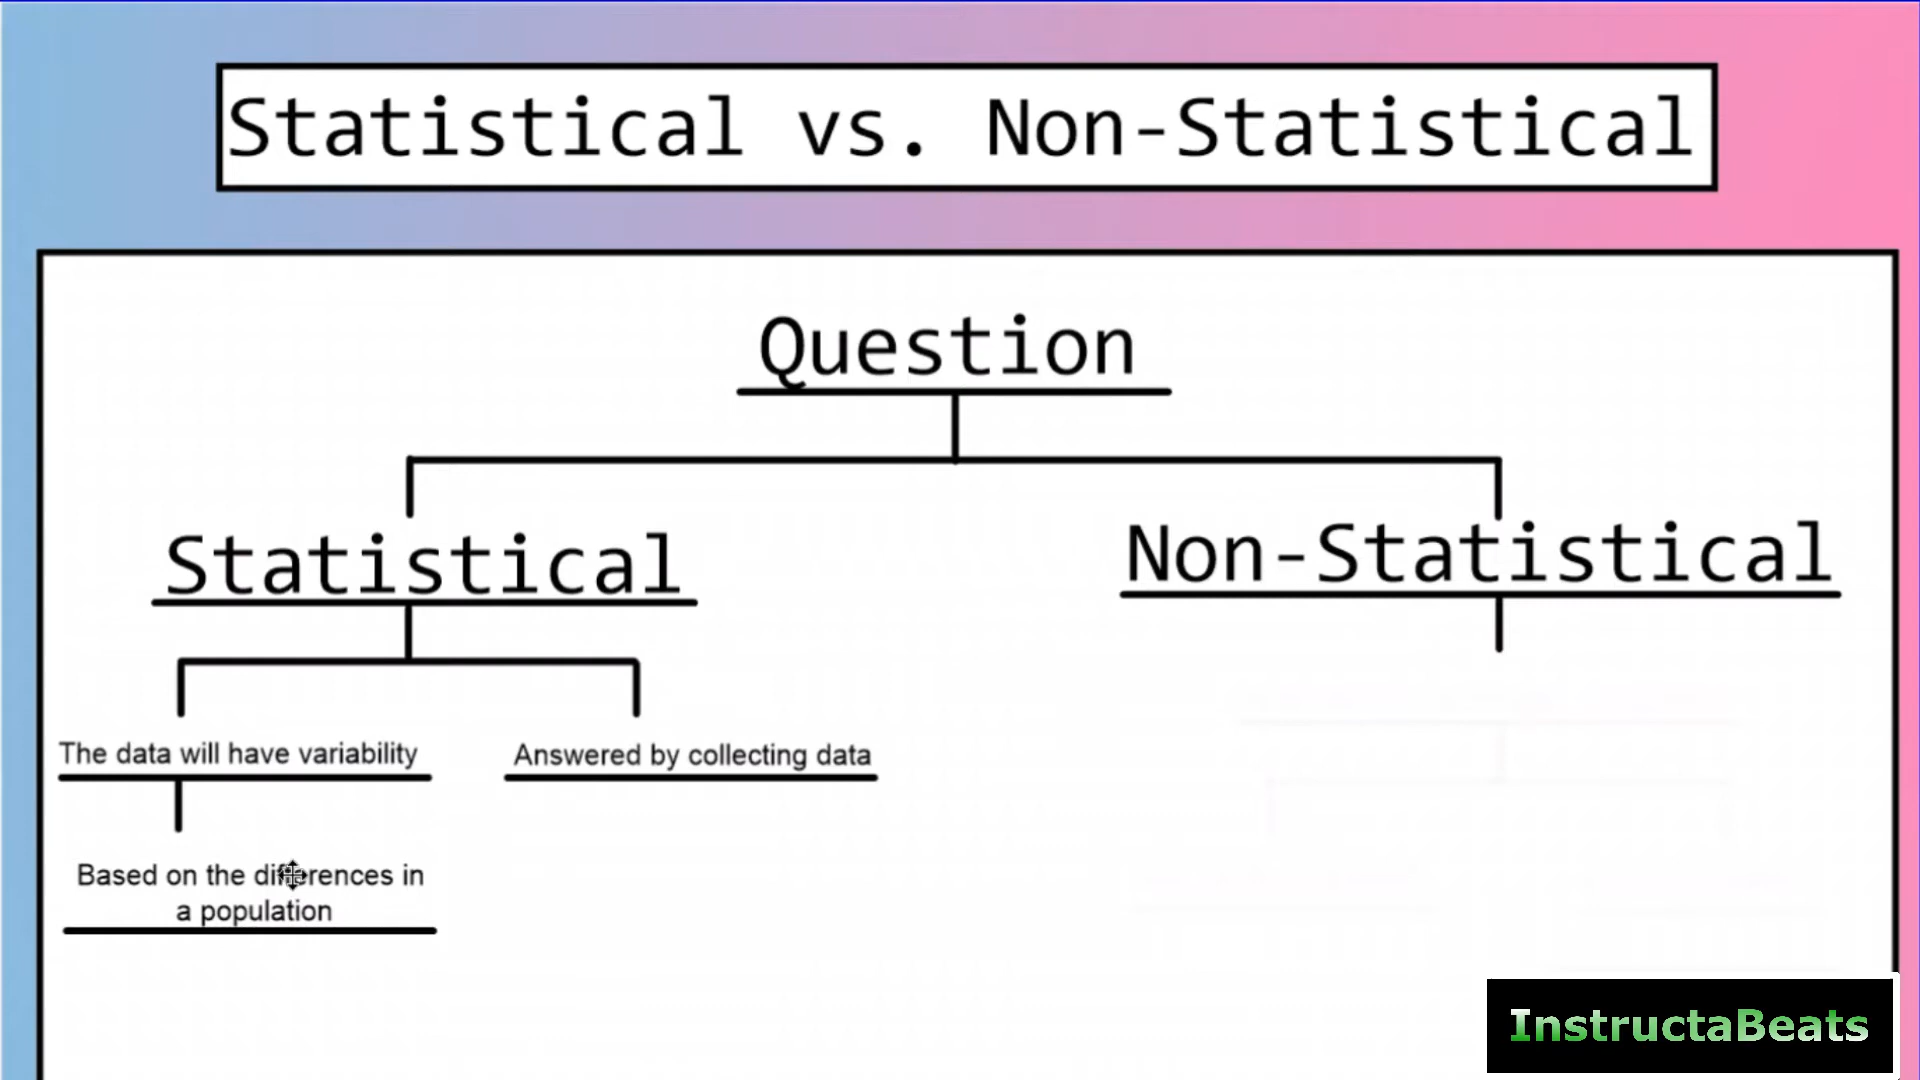 Statistical vs. Non-Statistical
Question
Statistical
Non-Statistical
The data will have variability
Answered by collecting data
Based on the differences in
a population
InstructaBeats